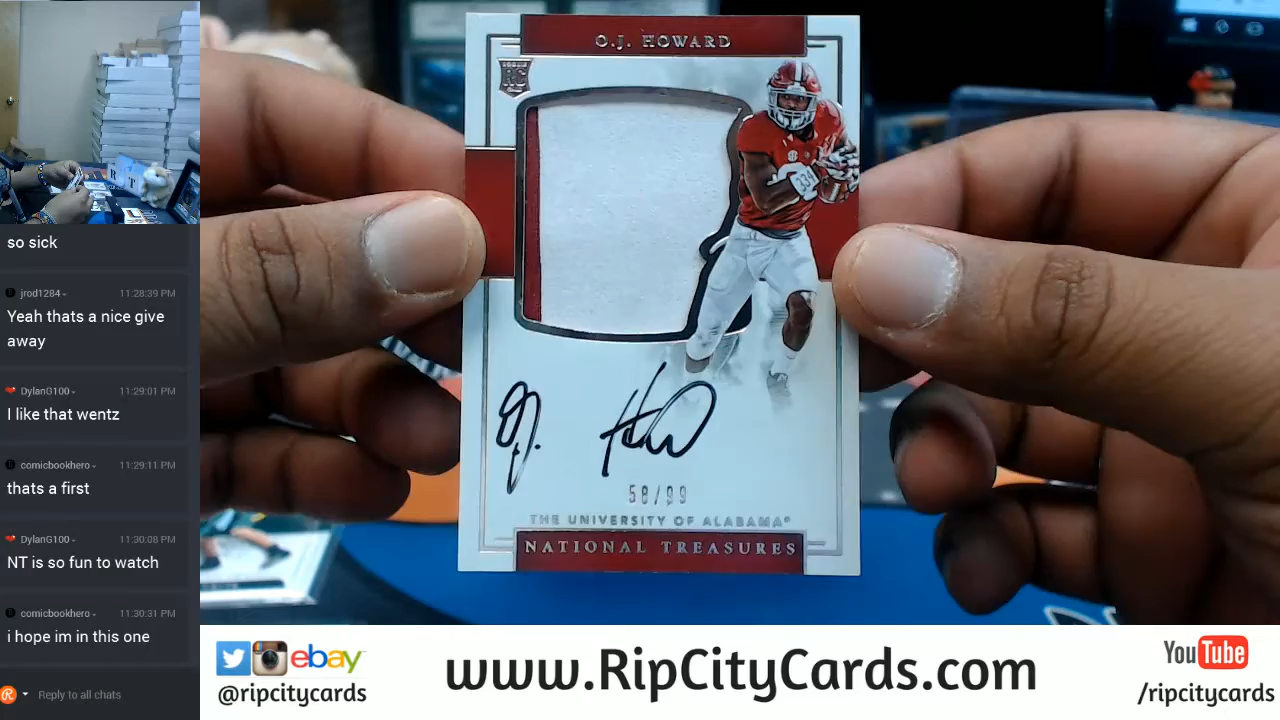 so sick
jrod1284
11:28:39 PM
Yeah thats a nice give
away
DylanG100
11:29:01 PM
I like that wentz
comicbookhero
11:29:11 PM
thats a first
DylanG100
11:30:08 PM
NT is so fun to watch
comicbookhero
11:30:31 PM
i hope im in this one
Reply to all chats
O.J. HOWARD
RC
O.J. Howard
58/99
THE UNIVERSITY OF ALABAMA®
NATIONAL TREASURES
ebay
@ripcitycards
www.RipCityCards.com
YouTube
/ripcitycards